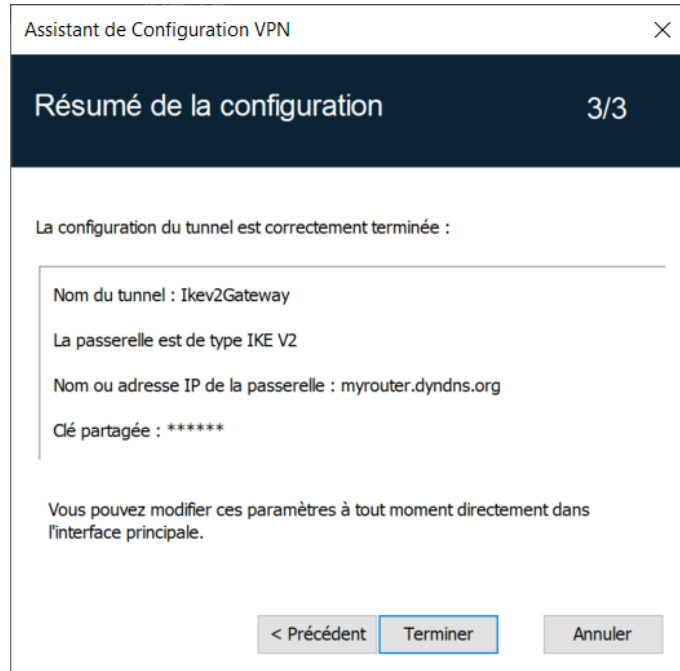 Assistant de Configuration VPN
Résumé de la configuration
3/3
La configuration du tunnel est correctement terminée :
Nom du tunnel : Ikev2Gateway
La passerelle est de type IKE V2
Nom ou adresse IP de la passerelle : myrouter.dyndns.org
Clé partagée : ******
Vous pouvez modifier ces paramètres à tout moment directement dans
l'interface principale.
< Précédent
Terminer
Annuler